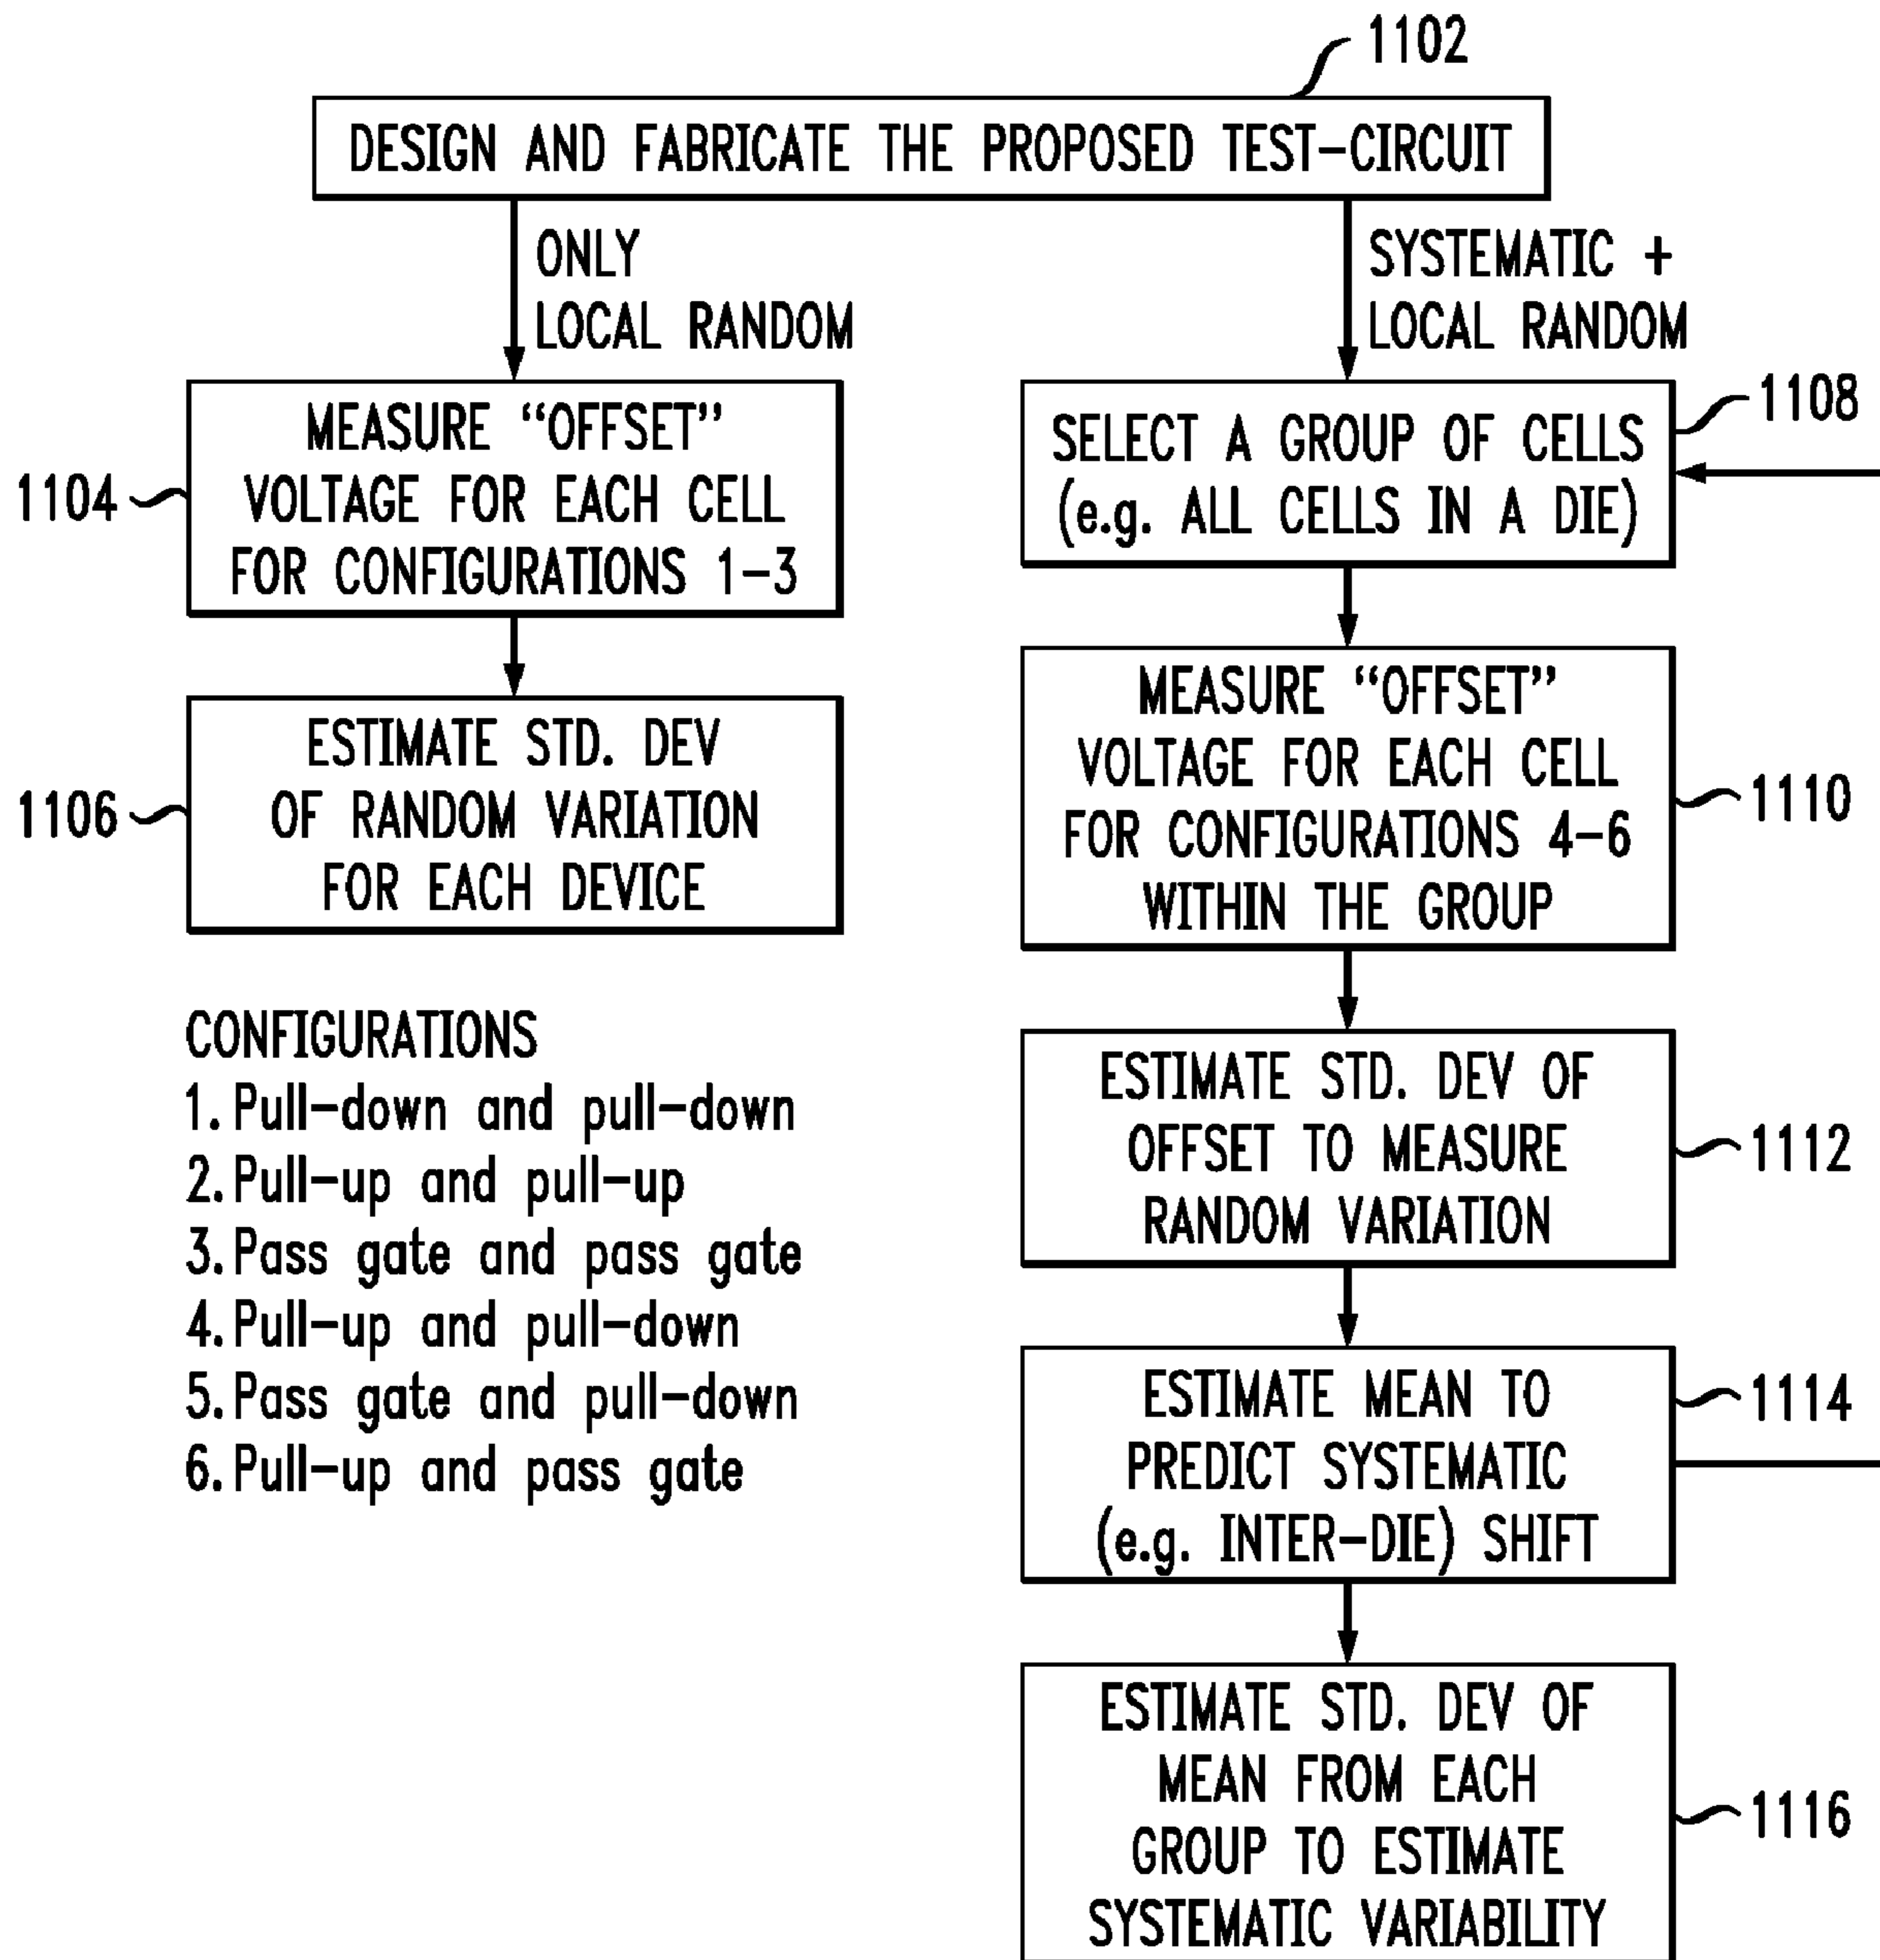 1102
DESIGN AND FABRICATE THE PROPOSED TEST-CIRCUIT
ONLY
LOCAL RANDOM
SYSTEMATIC +
LOCAL RANDOM
1104
MEASURE “OFFSET”
VOLTAGE FOR EACH CELL
FOR CONFIGURATIONS 1-3
1106
ESTIMATE STD. DEV
OF RANDOM VARIATION
FOR EACH DEVICE
CONFIGURATIONS
1. Pull-down and pull-down
2. Pull-up and pull-up
3. Pass gate and pass gate
4. Pull-up and pull-down
5. Pass gate and pull-down
6. Pull-up and pass gate
1108
SELECT A GROUP OF CELLS
(e.g. ALL CELLS IN A DIE)
MEASURE “OFFSET”
VOLTAGE FOR EACH CELL
FOR CONFIGURATIONS 4-6
WITHIN THE GROUP
1110
ESTIMATE STD. DEV OF
OFFSET TO MEASURE
RANDOM VARIATION
1112
ESTIMATE MEAN TO
PREDICT SYSTEMATIC
(e.g. INTER-DIE) SHIFT
1114
ESTIMATE STD. DEV OF
MEAN FROM EACH
GROUP TO ESTIMATE
SYSTEMATIC VARIABILITY
1116